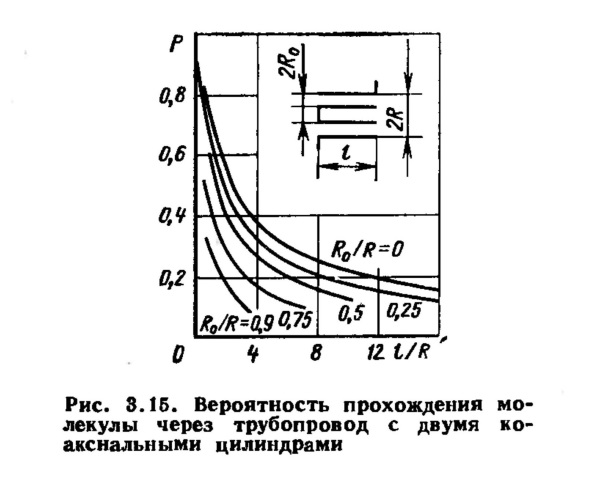 P
0,8
0,6
0,4
0,2
0
2R₀
2R
l
R₀/R=0
R₀/R=0,9
0,75
0,5
0,25
4
8
12
l/R
Рис. 3.15. Вероятность прохождения мо-
лекулы через трубопровод с двумя ко-
аксиальными цилиндрами